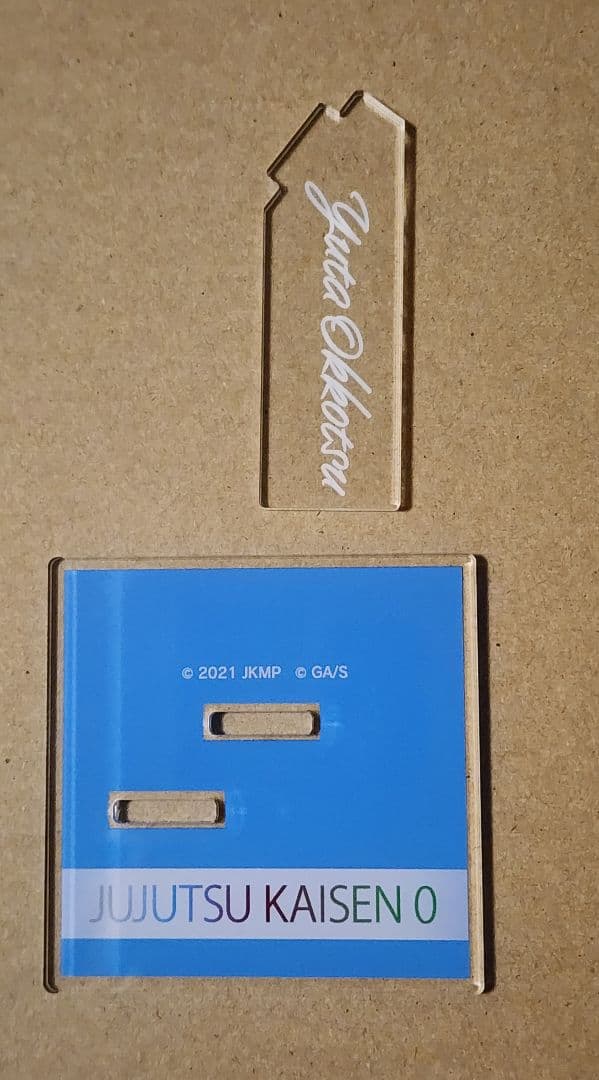 Yuta Okkotsu
© 2021 JKMP © GA/S
JUJUTSU KAISEN 0